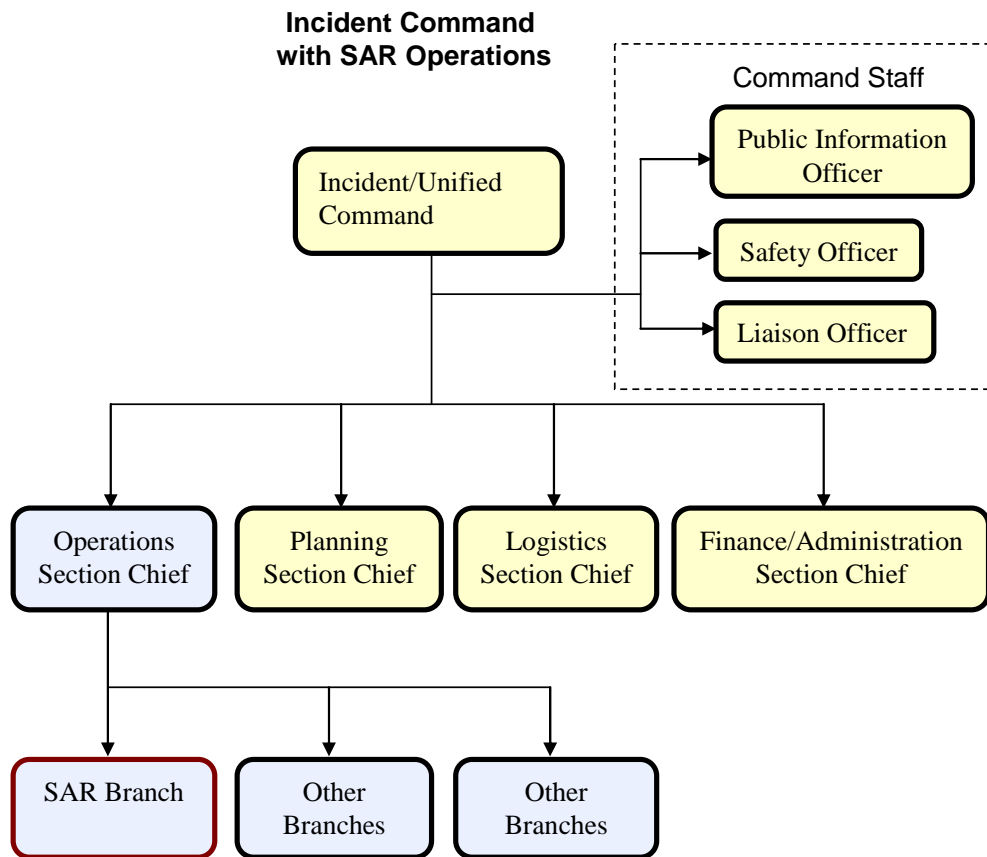 Incident Command
with SAR Operations
Command Staff
Public Information
Officer
Incident/Unified
Command
Safety Officer
Liaison Officer
Operations
Section Chief
Planning
Section Chief
Logistics
Section Chief
Finance/Administration
Section Chief
SAR Branch
Other
Branches
Other
Branches